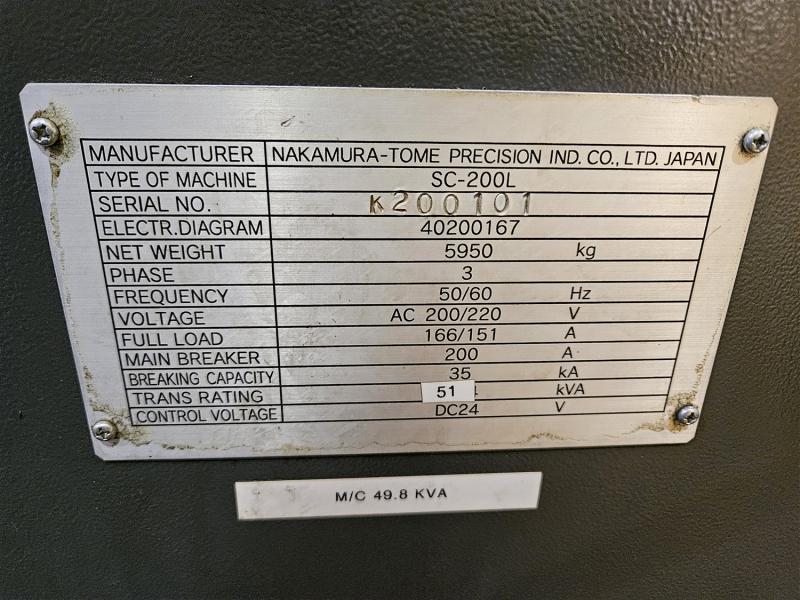 MANUFACTURER NAKAMURA-TOME PRECISION IND. CO., LTD. JAPAN
TYPE OF MACHINE SC-200L
SERIAL NO. K200101
ELECTR.DIAGRAM 40200167
NET WEIGHT 5950 kg
PHASE 3
FREQUENCY 50/60 Hz
VOLTAGE AC 200/220 V
FULL LOAD 166/151 A
MAIN BREAKER 200 A
BREAKING CAPACITY 35 kA
TRANS RATING 51 kVA
CONTROL VOLTAGE DC24 V
M/C 49.8 KVA